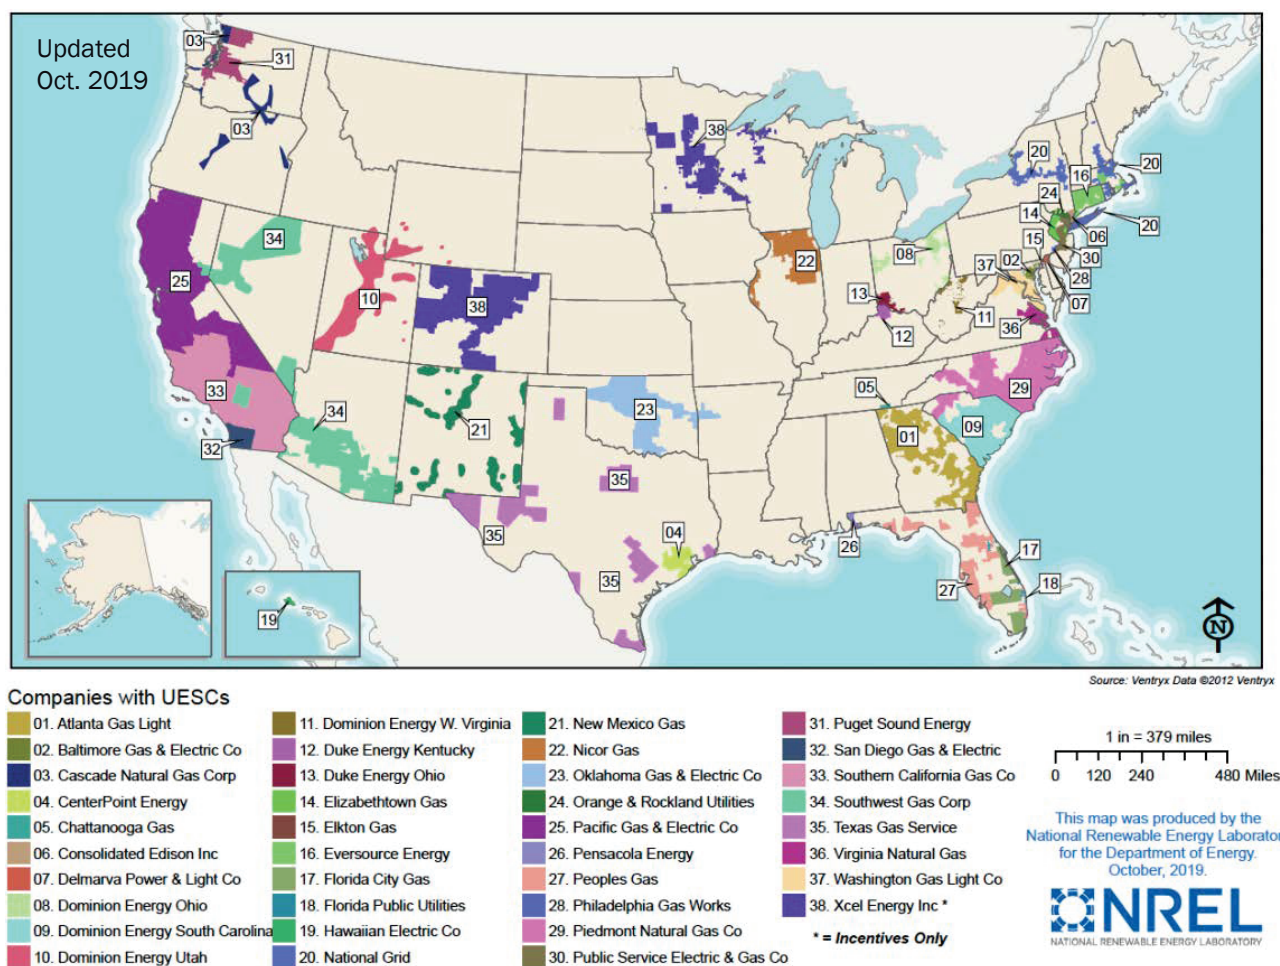 Updated
Oct. 2019
03
31
03
38
20
20
16
24
14
20
06
15
30
02
37
28
07
08
34
25
10
38
22
13
12
11
36
33
34
32
21
23
05
29
09
01
35
35
04
26
17
27
18
35
19
N
Source: Ventryx Data ©2012 Ventryx
Companies with UESCs
01. Atlanta Gas Light
02. Baltimore Gas & Electric Co
03. Cascade Natural Gas Corp
04. CenterPoint Energy
05. Chattanooga Gas
06. Consolidated Edison Inc
07. Delmarva Power & Light Co
08. Dominion Energy Ohio
09. Dominion Energy South Carolina
10. Dominion Energy Utah
11. Dominion Energy W. Virginia
12. Duke Energy Kentucky
13. Duke Energy Ohio
14. Elizabethtown Gas
15. Elkton Gas
16. Eversource Energy
17. Florida City Gas
18. Florida Public Utilities
19. Hawaiian Electric Co
20. National Grid
21. New Mexico Gas
22. Nicor Gas
23. Oklahoma Gas & Electric Co
24. Orange & Rockland Utilities
25. Pacific Gas & Electric Co
26. Pensacola Energy
27. Peoples Gas
28. Philadelphia Gas Works
29. Piedmont Natural Gas Co
30. Public Service Electric & Gas Co
31. Puget Sound Energy
32. San Diego Gas & Electric
33. Southern California Gas Co
34. Southwest Gas Corp
35. Texas Gas Service
36. Virginia Natural Gas
37. Washington Gas Light Co
38. Xcel Energy Inc *
* = Incentives Only
1 in = 379 miles
0 120 240 480 Miles
This map was produced by the
National Renewable Energy Laborator
for the Department of Energy.
October, 2019.
NREL
NATIONAL RENEWABLE ENERGY LABORATORY